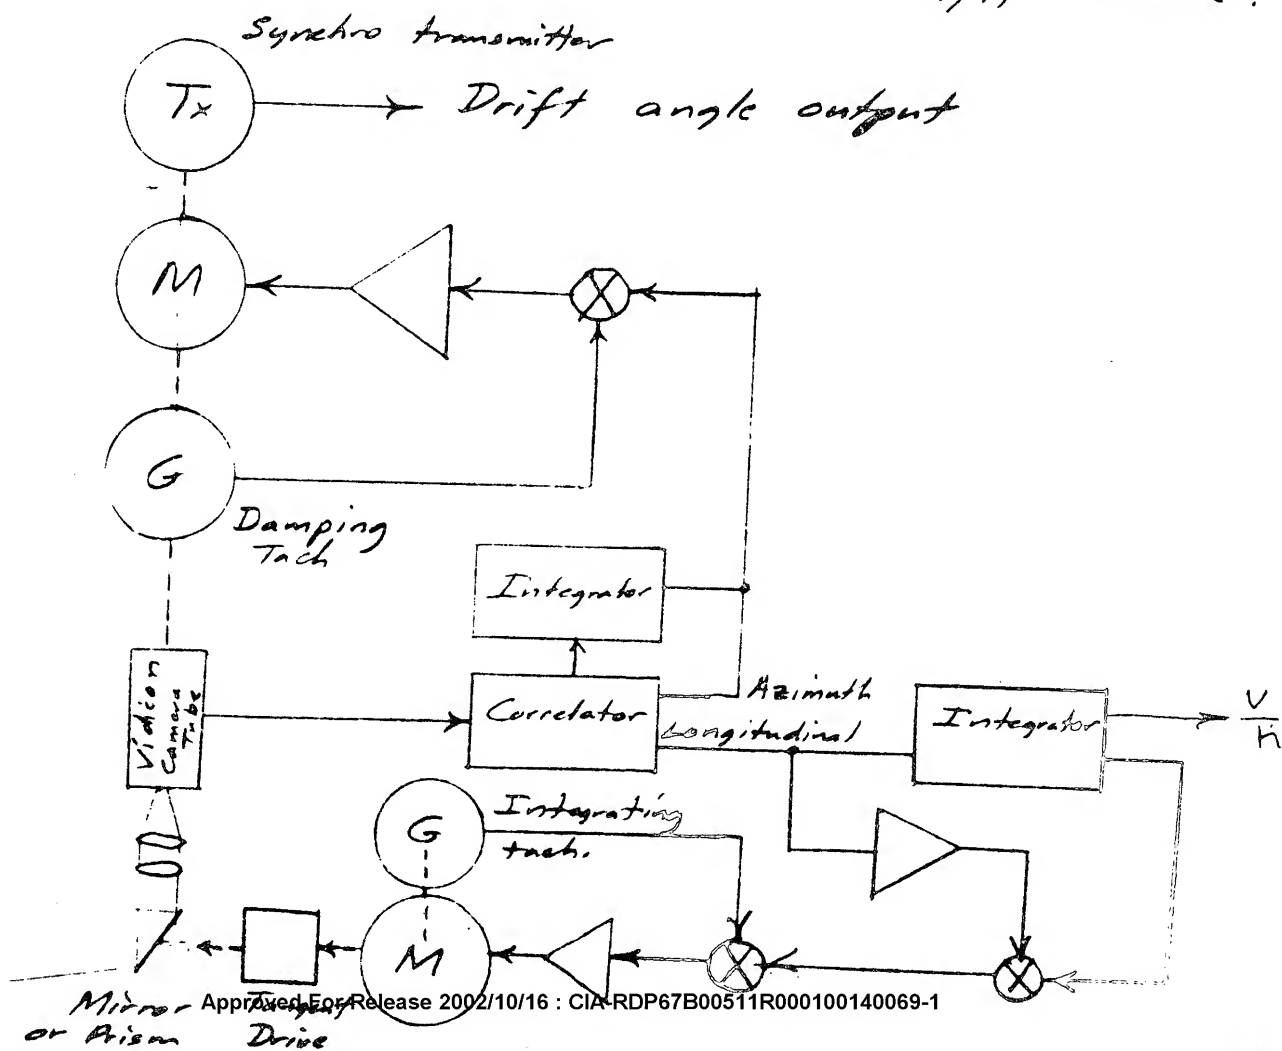 Synchro transmitter
Tx
Drift angle output
M
G
Damping
Tach
Integrator
Vidicon
Camera
Tube
Correlator
Azimuth
Longitudinal
Integrator
V
h
G
Integrating
tach.
M
Mirror
or Prism
Drive
Approved For Release 2002/10/16 : CIA-RDP67B00511R000100140069-1